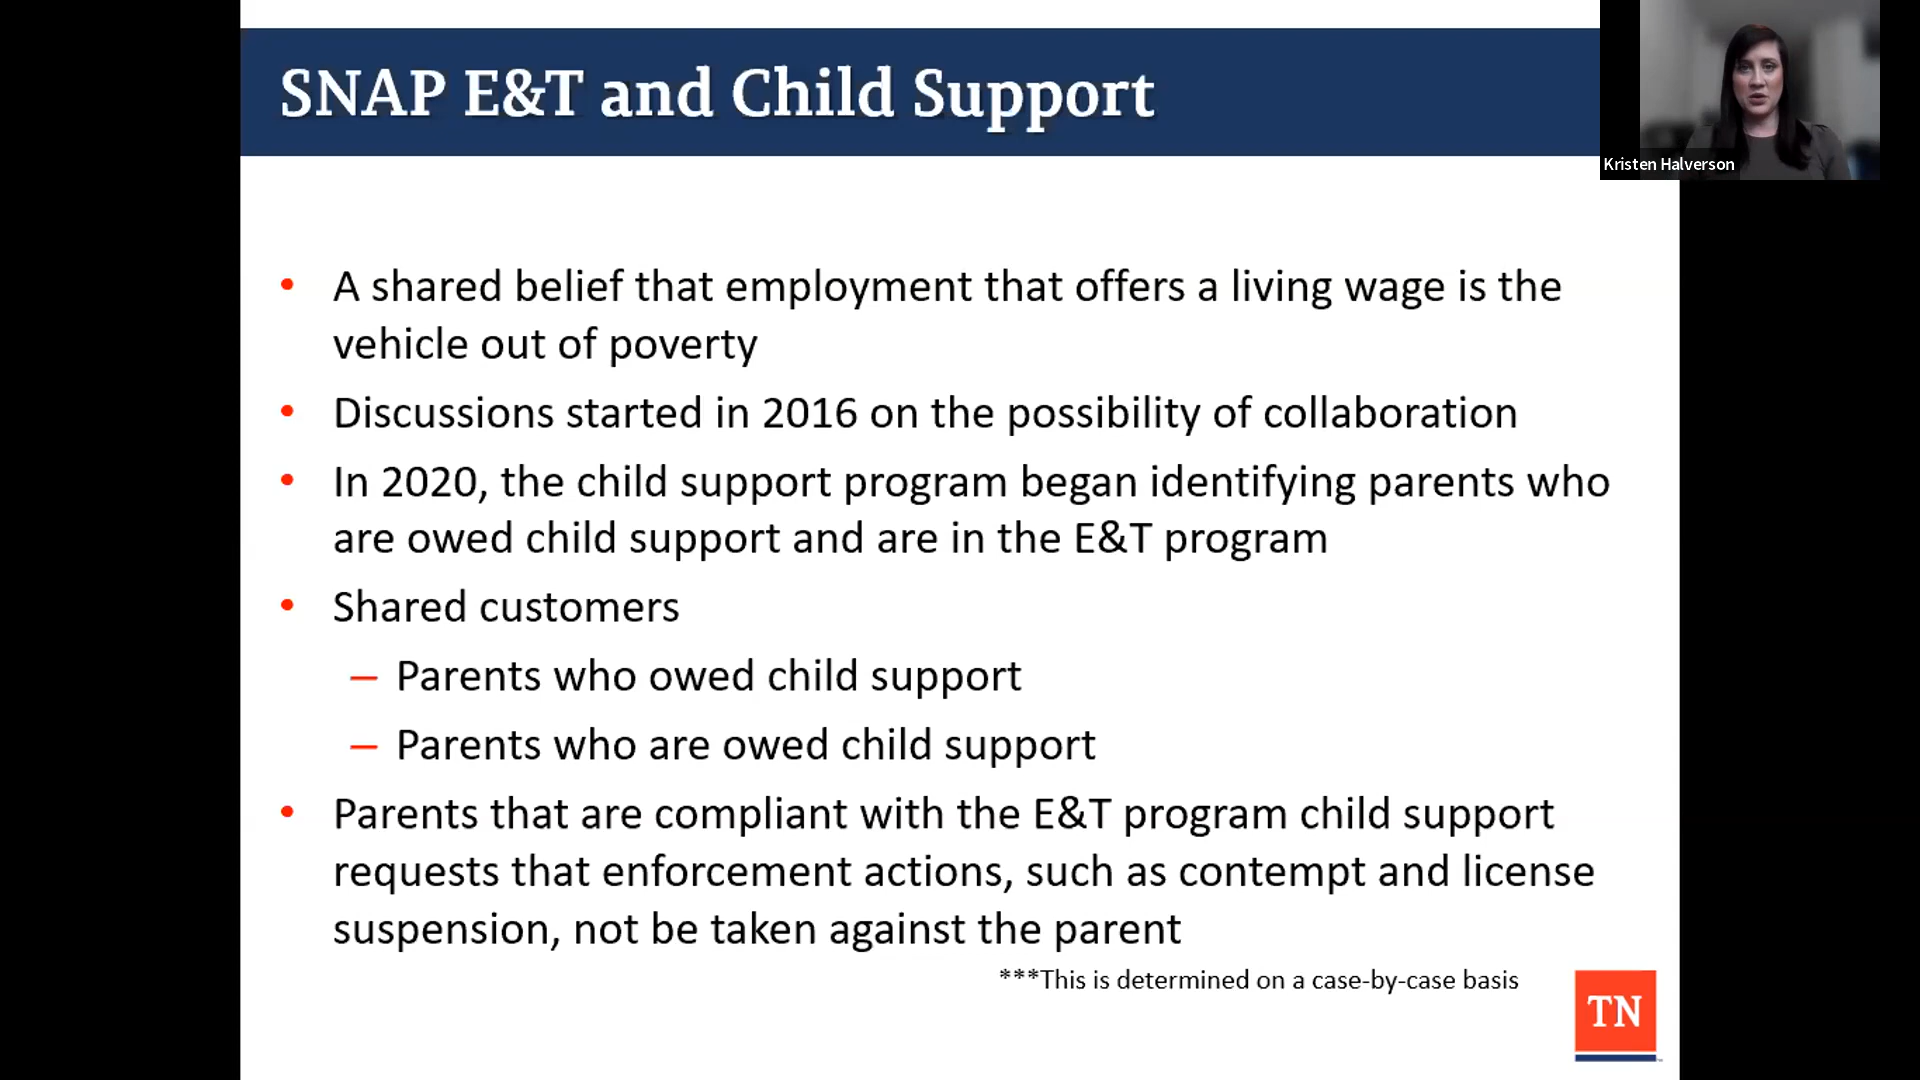 SNAP E&T and Child Support
Kristen Halverson
• A shared belief that employment that offers a living wage is the
vehicle out of poverty
• Discussions started in 2016 on the possibility of collaboration
• In 2020, the child support program began identifying parents who
are owed child support and are in the E&T program
• Shared customers
– Parents who owed child support
– Parents who are owed child support
• Parents that are compliant with the E&T program child support
requests that enforcement actions, such as contempt and license
suspension, not be taken against the parent
***This is determined on a case-by-case basis
TN